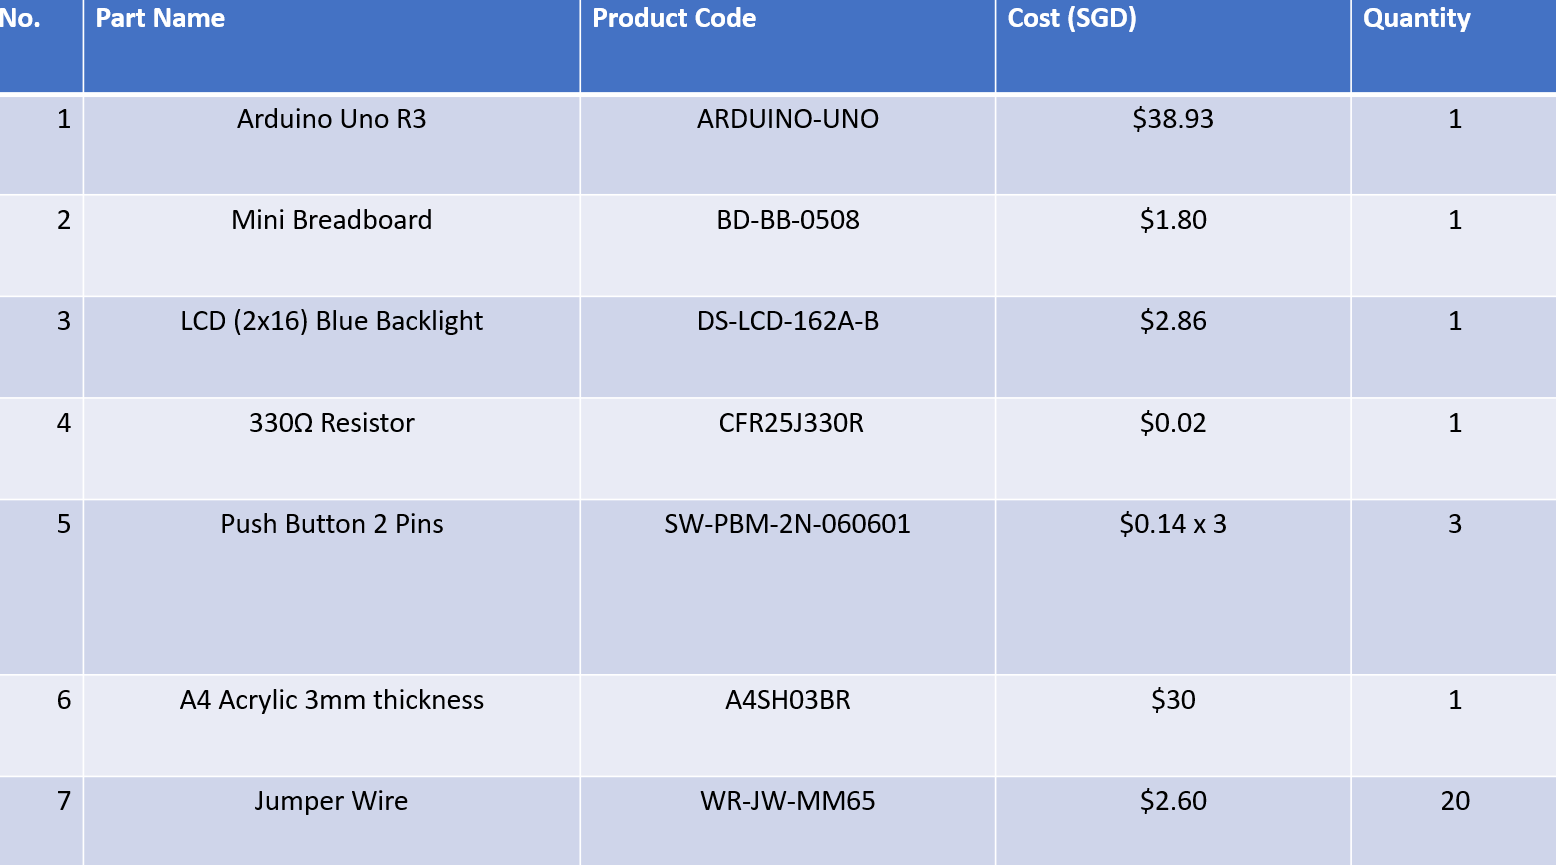 No. Part Name Product Code Cost (SGD) Quantity
1 Arduino Uno R3 ARDUINO-UNO $38.93 1
2 Mini Breadboard BD-BB-0508 $1.80 1
3 LCD (2x16) Blue Backlight DS-LCD-162A-B $2.86 1
4 330Ω Resistor CFR25J330R $0.02 1
5 Push Button 2 Pins SW-PBM-2N-060601 $0.14 x 3 3
6 A4 Acrylic 3mm thickness A4SH03BR $30 1
7 Jumper Wire WR-JW-MM65 $2.60 20